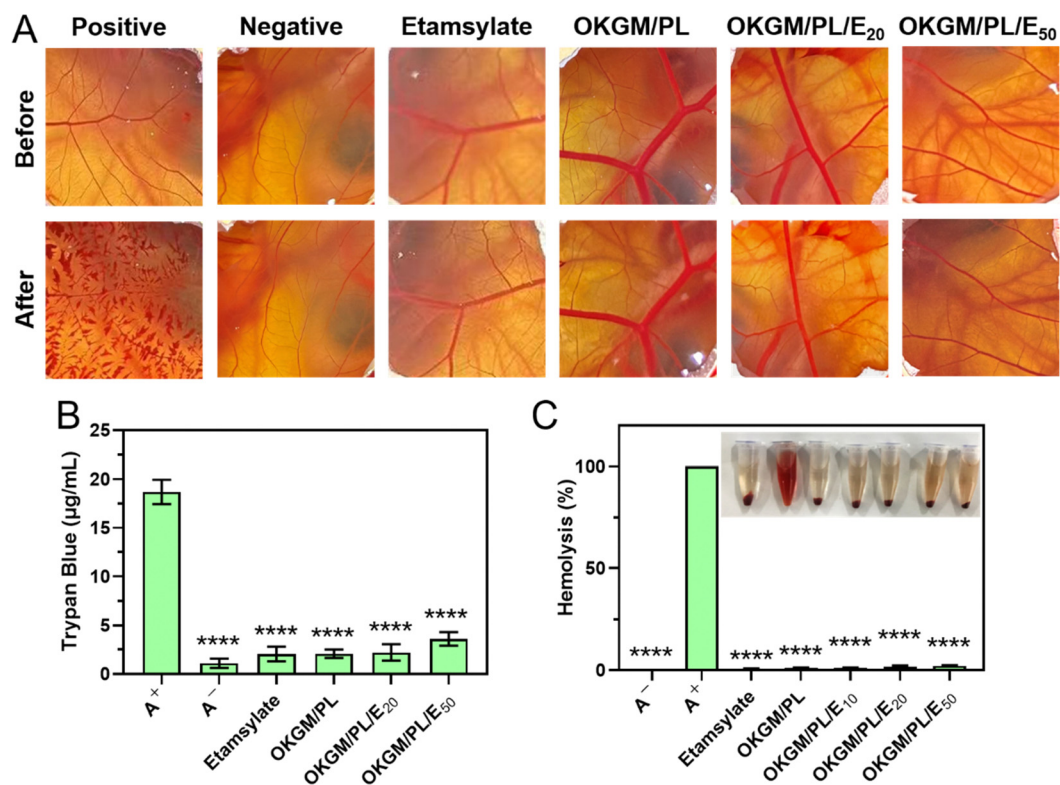 A
Positive Negative Etamsylate OKGM/PL OKGM/PL/E20 OKGM/PL/E50
Before
After
B
Trypan Blue (µg/mL)
25
20
15
10
5
0
**** **** **** **** ****
A+ A− Etamsylate OKGM/PL OKGM/PL/E20 OKGM/PL/E50
C
Hemolysis (%)
100
50
0
**** **** **** **** **** ****
A− A+ Etamsylate OKGM/PL OKGM/PL/E10 OKGM/PL/E20 OKGM/PL/E50